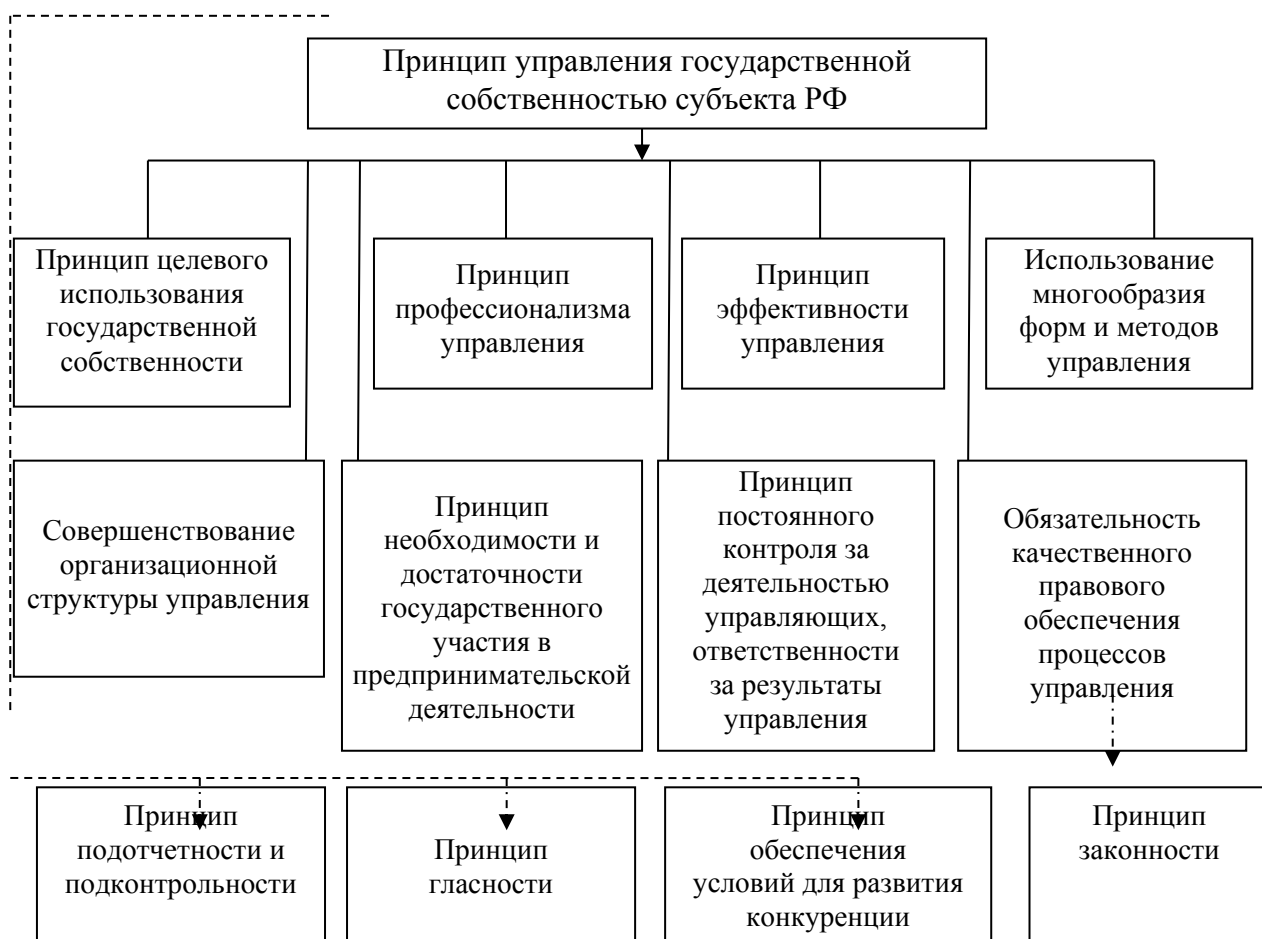 Принцип управления государственной
собственностью субъекта РФ
Принцип целевого
использования
государственной
собственности
Принцип
профессионализма
управления
Принцип
эффективности
управления
Использование
многообразия
форм и методов
управления
Совершенствование
организационной
структуры управления
Принцип
необходимости и
достаточности
государственного
участия в
предпринимательской
деятельности
Принцип
постоянного
контроля за
деятельностью
управляющих,
ответственности
за результаты
управления
Обязательность
качественного
правового
обеспечения
процессов
управления
Принцип
подотчетности и
подконтрольности
Принцип
гласности
Принцип
обеспечения
условий для развития
конкуренции
Принцип
законности